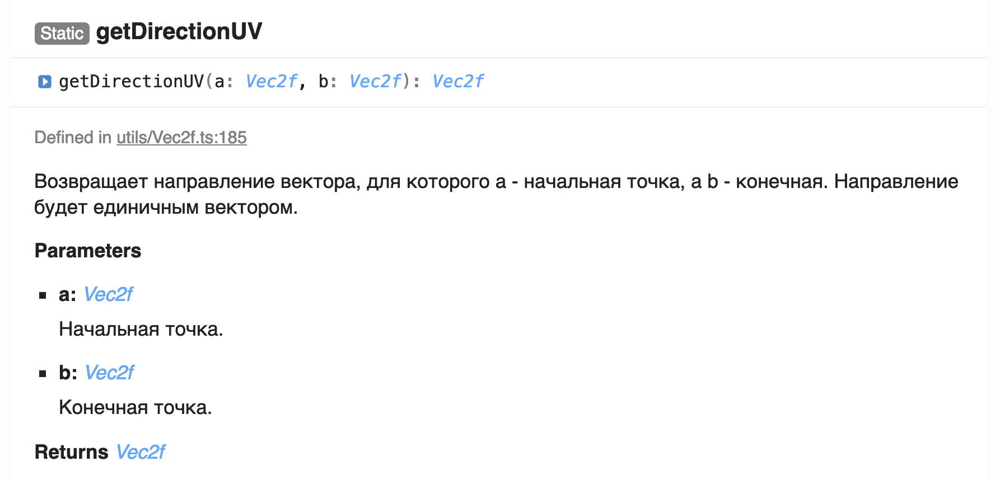 Static getDirectionUV
getDirectionUV(a: Vec2f, b: Vec2f): Vec2f
Defined in utils/Vec2f.ts:185
Возвращает направление вектора, для которого a - начальная точка, а b - конечная. Направление
будет единичным вектором.
Parameters
a: Vec2f
Начальная точка.
b: Vec2f
Конечная точка.
Returns Vec2f